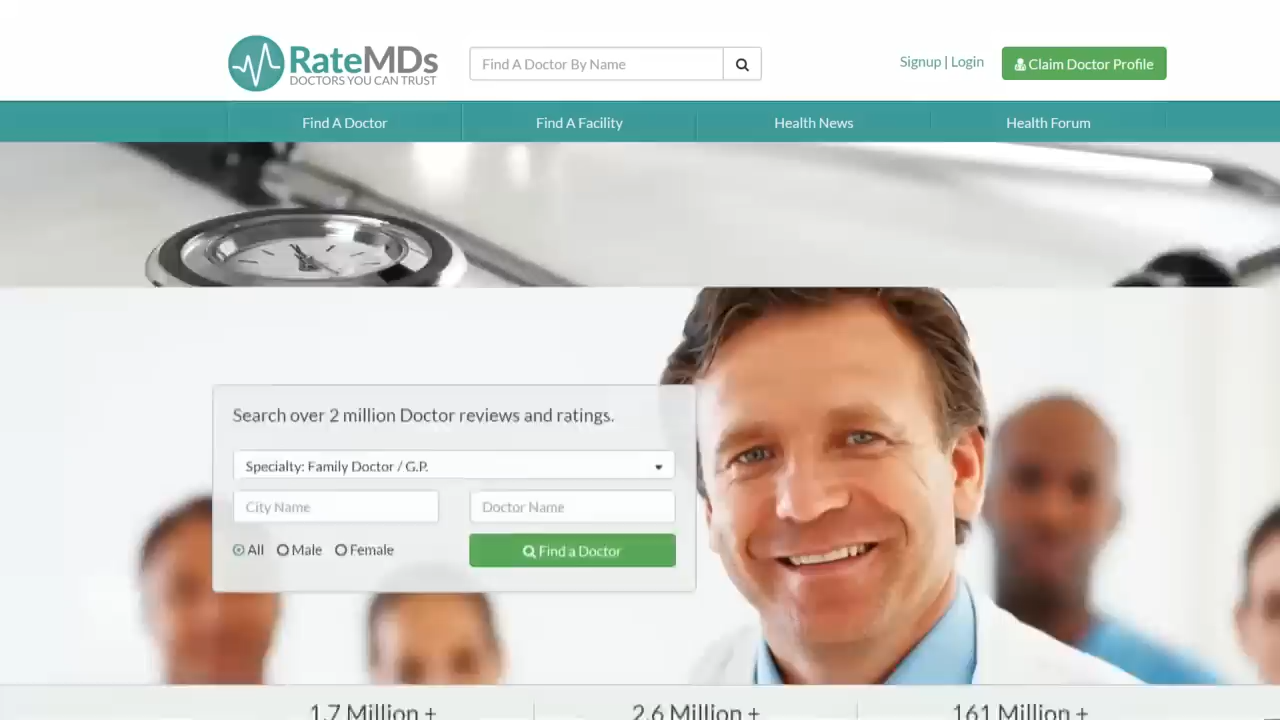 RateMDs
DOCTORS YOU CAN TRUST
Find A Doctor By Name
Signup | Login
Claim Doctor Profile
Find A Doctor
Find A Facility
Health News
Health Forum
Search over 2 million Doctor reviews and ratings.
Specialty: Family Doctor / G.P.
City Name
Doctor Name
All
Male
Female
Find a Doctor
1.7 Million +
2.6 Million +
161 Million +